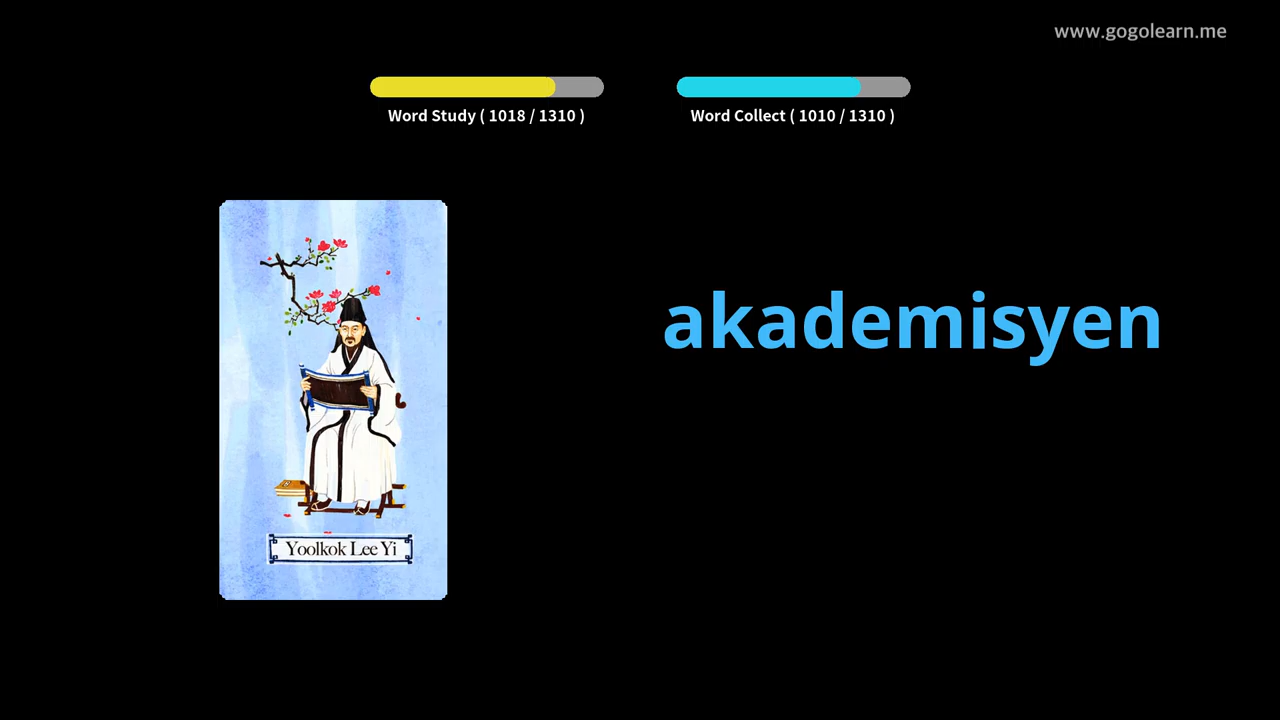 www.gogolearn.me
Word Study ( 1018 / 1310 )
Word Collect ( 1010 / 1310 )
akademisyen
Yoolkok Lee Yi